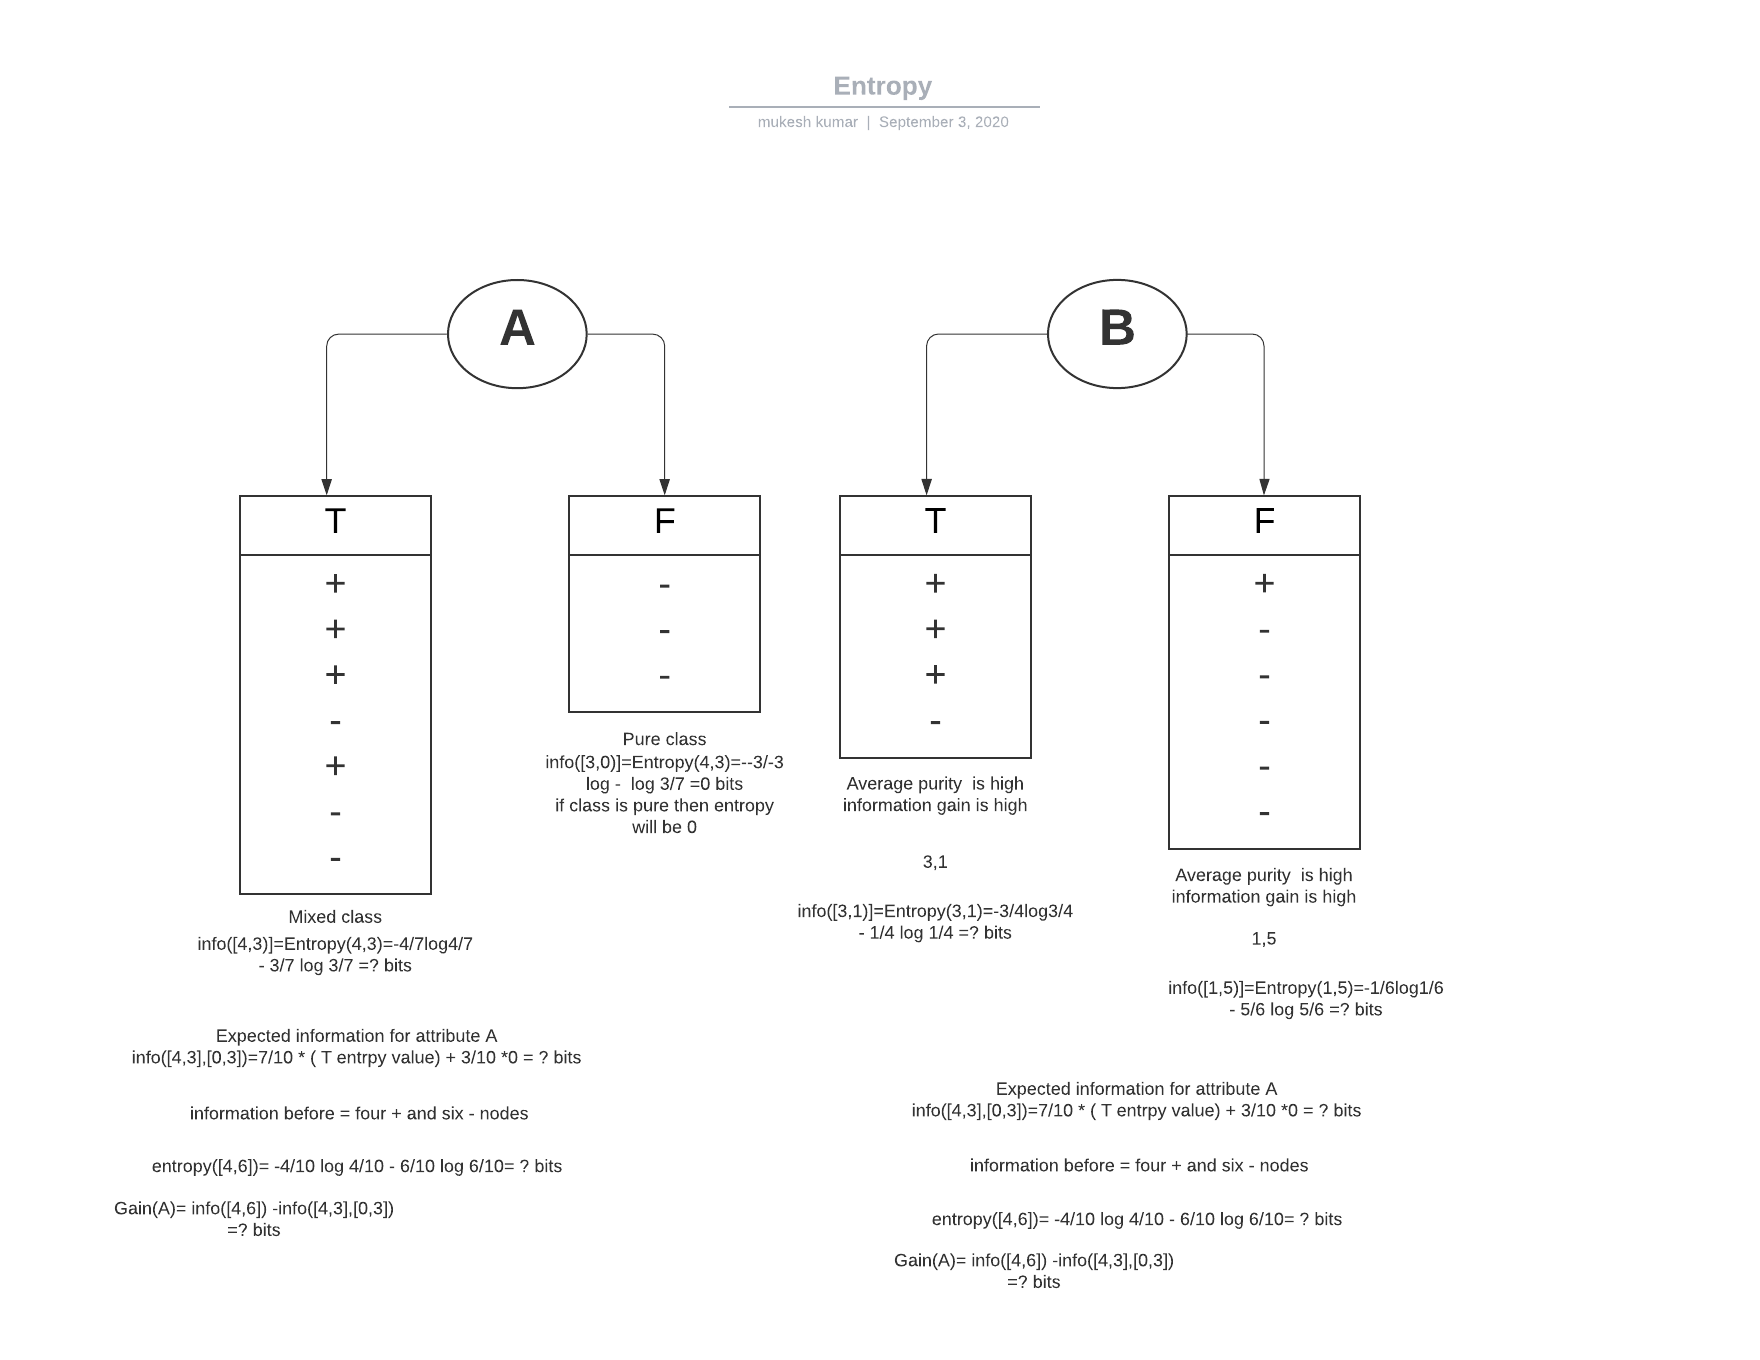 Entropy
mukesh kumar | September 3, 2020
A
B
T
+
+
+
-
+
-
-
F
-
-
-
T
+
+
+
-
F
+
-
-
-
-
-
Mixed class
info([4,3)]=Entropy(4,3)=-4/7log4/7
- 3/7 log 3/7 =? bits
Pure class
info([3,0)]=Entropy(4,3)=--3/-3
log - log 3/7 =0 bits
if class is pure then entropy
will be 0
Average purity is high
information gain is high
3,1
info([3,1)]=Entropy(3,1)=-3/4log3/4
- 1/4 log 1/4 =? bits
Average purity is high
information gain is high
1,5
info([1,5)]=Entropy(1,5)=-1/6log1/6
- 5/6 log 5/6 =? bits
Expected information for attribute A
info([4,3],[0,3])=7/10 * ( T entrpy value) + 3/10 *0 = ? bits
information before = four + and six - nodes
entropy([4,6])= -4/10 log 4/10 - 6/10 log 6/10= ? bits
Gain(A)= info([4,6]) -info([4,3],[0,3])
=? bits
Expected information for attribute A
info([4,3],[0,3])=7/10 * ( T entrpy value) + 3/10 *0 = ? bits
information before = four + and six - nodes
entropy([4,6])= -4/10 log 4/10 - 6/10 log 6/10= ? bits
Gain(A)= info([4,6]) -info([4,3],[0,3])
=? bits